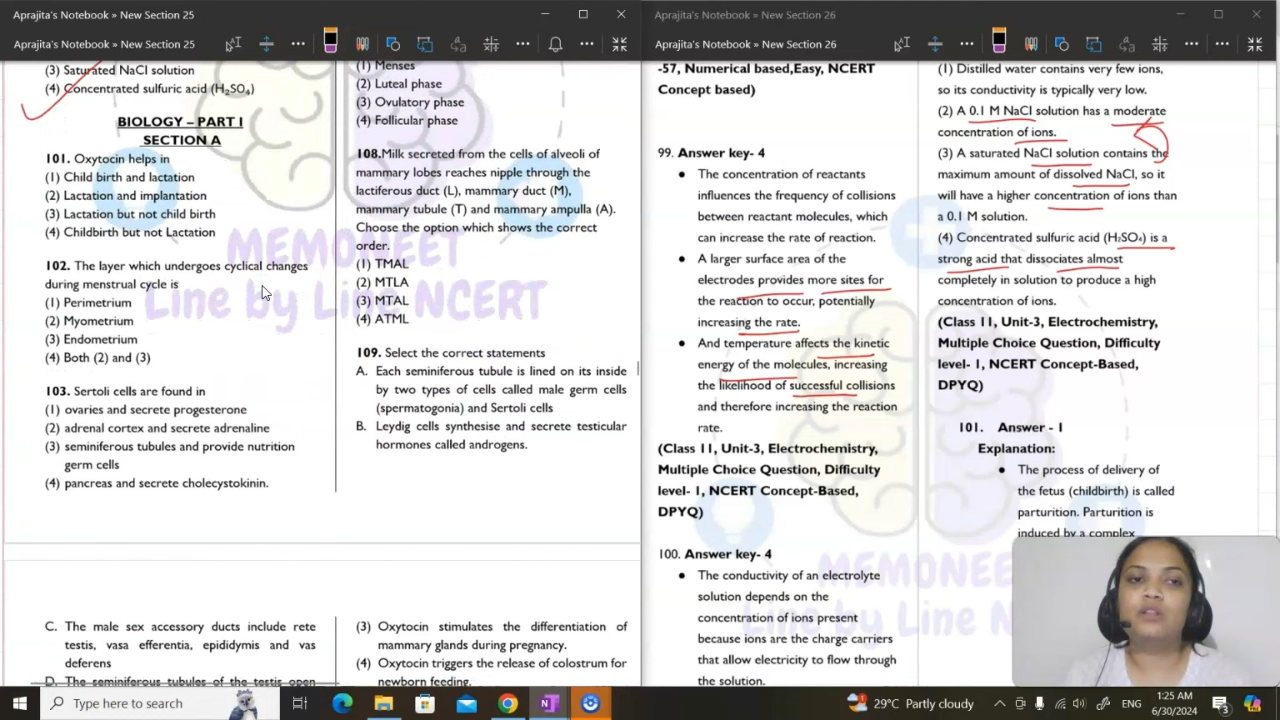 Aprajita's Notebook » New Section 25
Aprajita's Notebook » New Section 25
(3) Saturated NaCl solution
(4) Concentrated sulfuric acid (H₂SO₄)
BIOLOGY – PART I
SECTION A
101. Oxytocin helps in
(1) Child birth and lactation
(2) Lactation and implantation
(3) Lactation but not child birth
(4) Childbirth but not Lactation
102. The layer which undergoes cyclical changes
during menstrual cycle is
(1) Perimetrium
(2) Myometrium
(3) Endometrium
(4) Both (2) and (3)
103. Sertoli cells are found in
(1) ovaries and secrete progesterone
(2) adrenal cortex and secrete adrenaline
(3) seminiferous tubules and provide nutrition
germ cells
(4) pancreas and secrete cholecystokinin.
C. The male sex accessory ducts include rete
testis, vasa efferentia, epididymis and vas
deferens
D. The seminiferous tubules of the testis open
(1) Menses
(2) Luteal phase
(3) Ovulatory phase
(4) Follicular phase
108.Milk secreted from the cells of alveoli of
mammary lobes reaches nipple through the
lactiferous duct (L), mammary duct (M),
mammary tubule (T) and mammary ampulla (A).
Choose the option which shows the correct
order.
(1) TMAL
(2) MTLA
(3) MTAL
(4) ATML
109. Select the correct statements
A. Each seminiferous tubule is lined on its inside
by two types of cells called male germ cells
(spermatogonia) and Sertoli cells
B. Leydig cells synthesise and secrete testicular
hormones called androgens.
(3) Oxytocin stimulates the differentiation of
mammary glands during pregnancy.
(4) Oxytocin triggers the release of colostrum for
newborn feeding.
MEMONEET
Line by Line NCERT
Aprajita's Notebook » New Section 26
Aprajita's Notebook » New Section 26
-57, Numerical based,Easy, NCERT
Concept based)
99. Answer key- 4
• The concentration of reactants
influences the frequency of collisions
between reactant molecules, which
can increase the rate of reaction.
• A larger surface area of the
electrodes provides more sites for
the reaction to occur, potentially
increasing the rate.
• And temperature affects the kinetic
energy of the molecules, increasing
the likelihood of successful collisions
and therefore increasing the reaction
rate.
(Class 11, Unit-3, Electrochemistry,
Multiple Choice Question, Difficulty
level- 1, NCERT Concept-Based,
DPYQ)
100. Answer key- 4
• The conductivity of an electrolyte
solution depends on the
concentration of ions present
because ions are the charge carriers
that allow electricity to flow through
the solution.
(1) Distilled water contains very few ions,
so its conductivity is typically very low.
(2) A 0.1 M NaCl solution has a moderate
concentration of ions.
(3) A saturated NaCl solution contains the
maximum amount of dissolved NaCl, so it
will have a higher concentration of ions than
a 0.1 M solution.
(4) Concentrated sulfuric acid (H₂SO₄) is a
strong acid that dissociates almost
completely in solution to produce a high
concentration of ions.
(Class 11, Unit-3, Electrochemistry,
Multiple Choice Question, Difficulty
level- 1, NCERT Concept-Based,
DPYQ)
101. Answer - 1
Explanation:
• The process of delivery of
the fetus (childbirth) is called
parturition. Parturition is
induced by a complex
MEMONEE
Line by Line N
Type here to search
29°C Partly cloudy
ENG
1:25 AM
6/30/2024
3